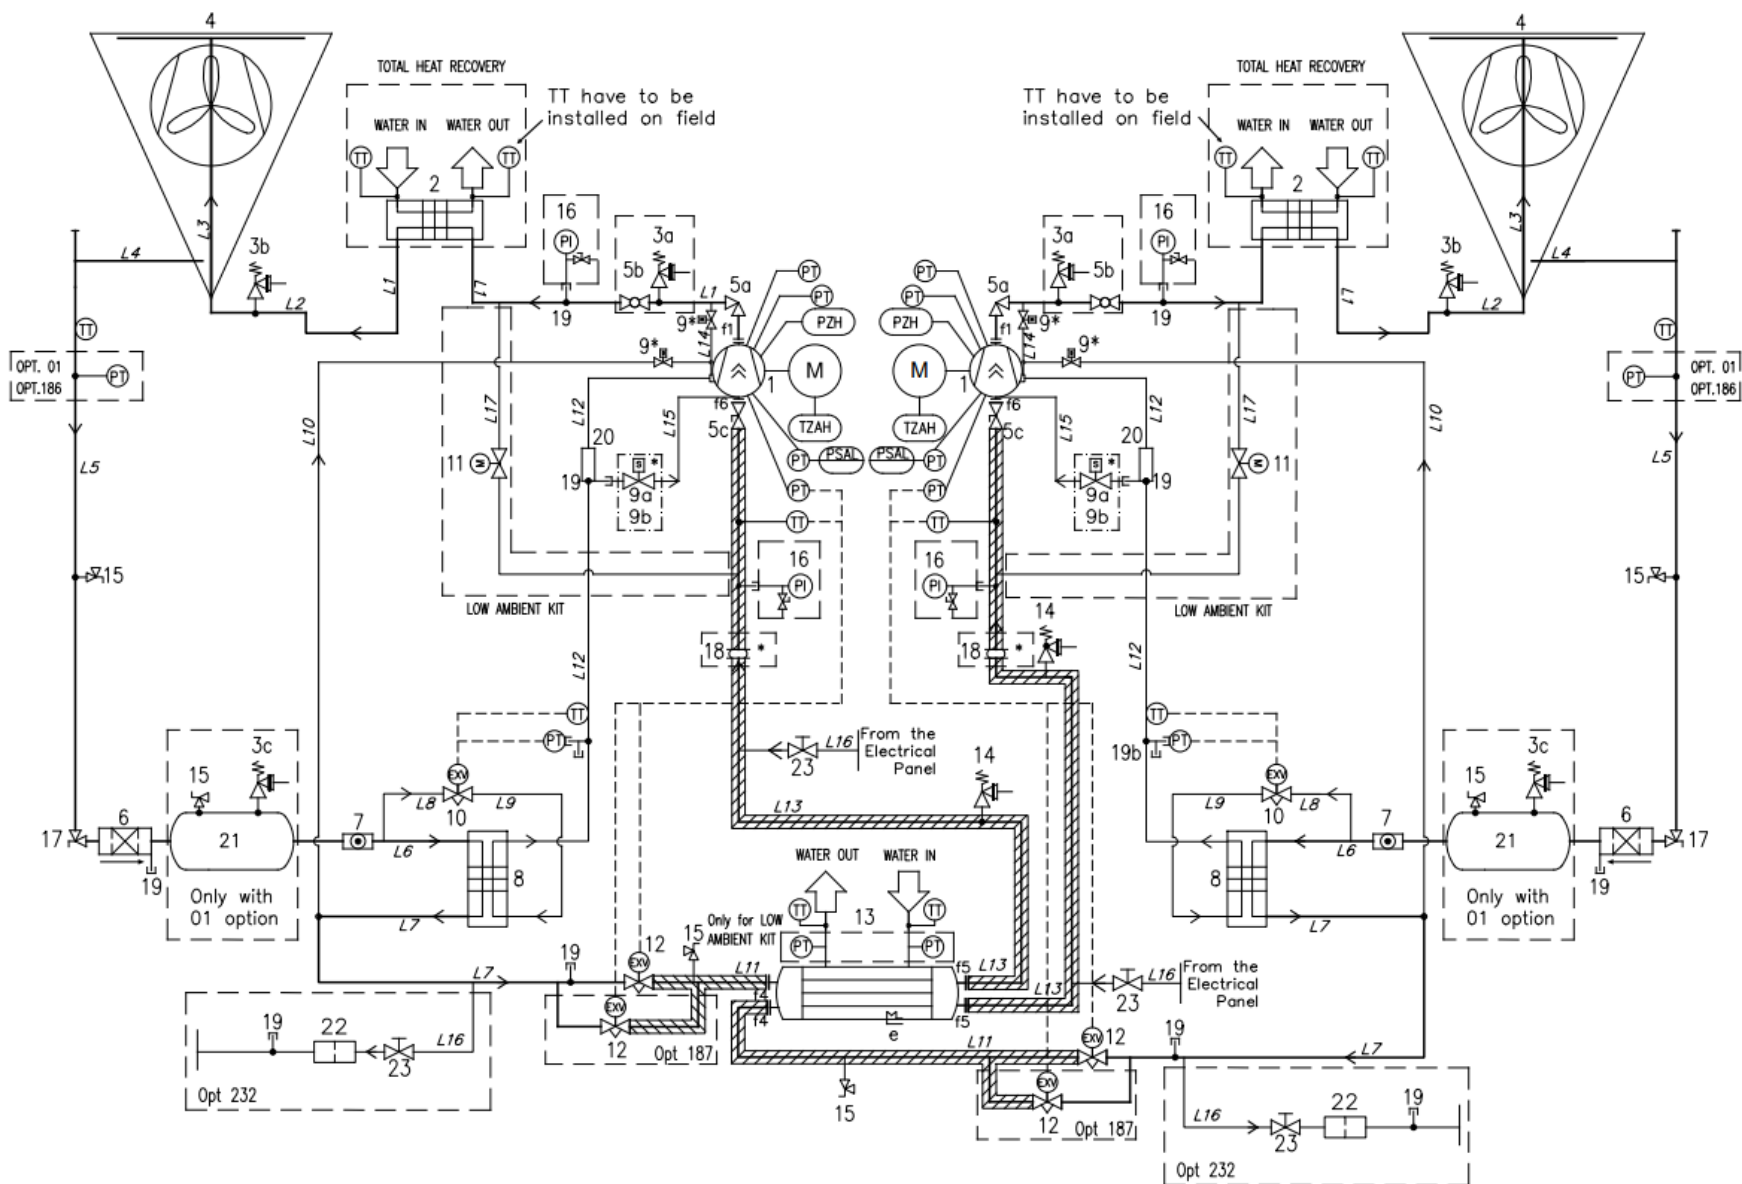 4
4
TOTAL HEAT RECOVERY
TOTAL HEAT RECOVERY
TT have to be
installed on field
TT have to be
installed on field
WATER IN
WATER OUT
WATER IN
WATER OUT
TT
TT
TT
TT
2
2
L3
L3
16
16
3a
3a
3b
3b
PI
PI
5b
5b
L4
L4
L1
L1
L1
L1
L2
L2
L1
5a
5a
PT
PT
PT
PT
19
19
9*
9*
f1
f1
PZH
PZH
TT
TT
L14
L14
9*
9*
OPT. 01
OPT.186
PT
PT
OPT. 01
OPT.186
1
M
M
1
L17
L12
L15
f6
f6
L15
L12
L17
L10
L10
5c
5c
TZAH
TZAH
20
20
L5
L5
11
M
S
*
PT
PSAL
PSAL
PT
S
*
M
11
19
9a
9b
9a
9b
19
PT
PT
TT
TT
16
16
PI
PI
15
15
LOW AMBIENT KIT
LOW AMBIENT KIT
14
18
*
18
*
L12
L12
TT
TT
PT
PT
19b
3c
3c
L16
From the
Electrical
Panel
23
15
15
EXV
EXV
14
L8
L9
L9
L8
10
10
L13
17
6
7
7
6
17
21
21
L6
L6
8
8
19
19
Only with
01 option
Only with
01 option
WATER OUT
WATER IN
L7
L7
Only for LOW
AMBIENT KIT
15
TT
13
TT
PT
PT
12
19
EXV
L7
L11
L13
f5
f4
L13
f5
f4
e
L16
From the
Electrical
Panel
23
EXV
12
Opt 187
19
22
L16
23
Opt 232
L11
EXV
12
19
L7
15
EXV
12
Opt 187
L16
22
19
23
Opt 232